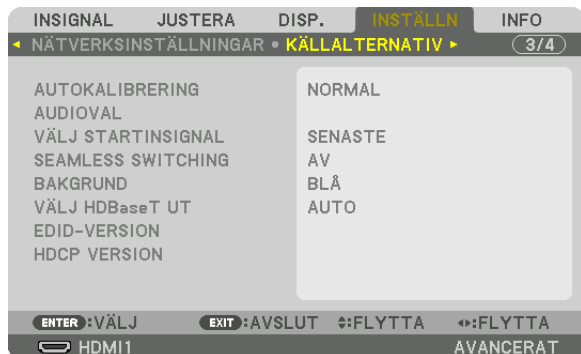 INSIGNAL JUSTERA DISP. INSTÄLLN INFO
◂ NÄTVERKSINSTÄLLNINGAR • KÄLLALTERNATIV ▸ 3/4
AUTOKALIBRERING NORMAL
AUDIOVAL
VÄLJ STARTINSIGNAL SENASTE
SEAMLESS SWITCHING AV
BAKGRUND BLÅ
VÄLJ HDBaseT UT AUTO
EDID-VERSION
HDCP VERSION
ENTER :VÄLJ EXIT :AVSLUT :FLYTTA :FLYTTA
HDMI1 AVANCERAT